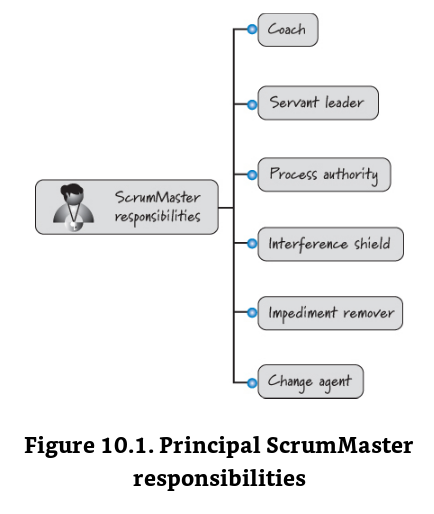 Coach
Servant leader
Process authority
ScrumMaster
responsibilities
Interference shield
Impediment remover
Change agent
Figure 10.1. Principal ScrumMaster
responsibilities